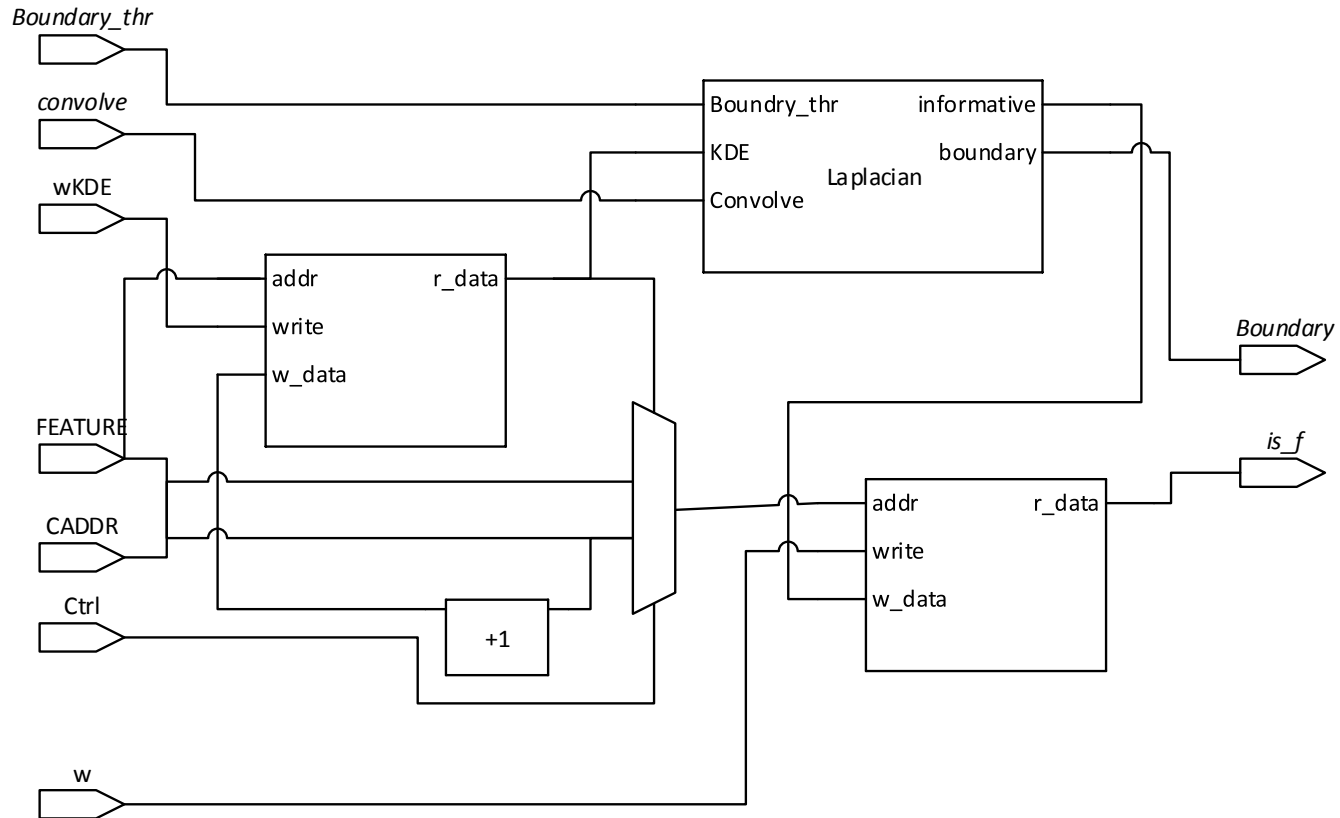 Boundary_thr
convolve
wKDE
FEATURE
CADDR
Ctrl
w
addr
write
w_data
r_data
+1
Boundry_thr
KDE
Convolve
informative
boundary
Laplacian
addr
write
w_data
r_data
Boundary
is_f